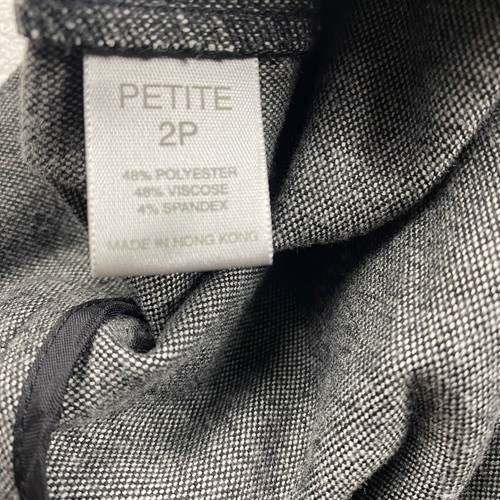 PETITE
2P
48% POLYESTER
48% VISCOSE
4% SPANDEX
MADE IN HONG KONG